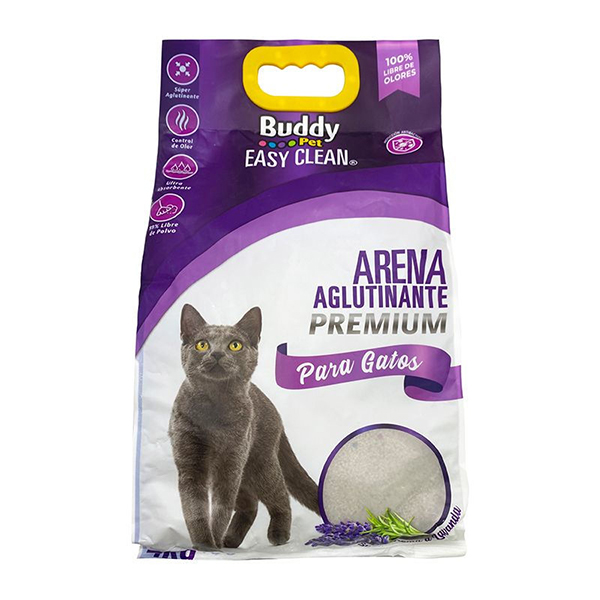 100%
LIBRE DE
OLORES
Súper
Aglutinante
Control
de Olor
Ultra
Absorbente
99% Libre
de Polvo
Buddy
Pet
EASY CLEAN®
ARENA
AGLUTINANTE
PREMIUM
Para Gatos
a Lavanda